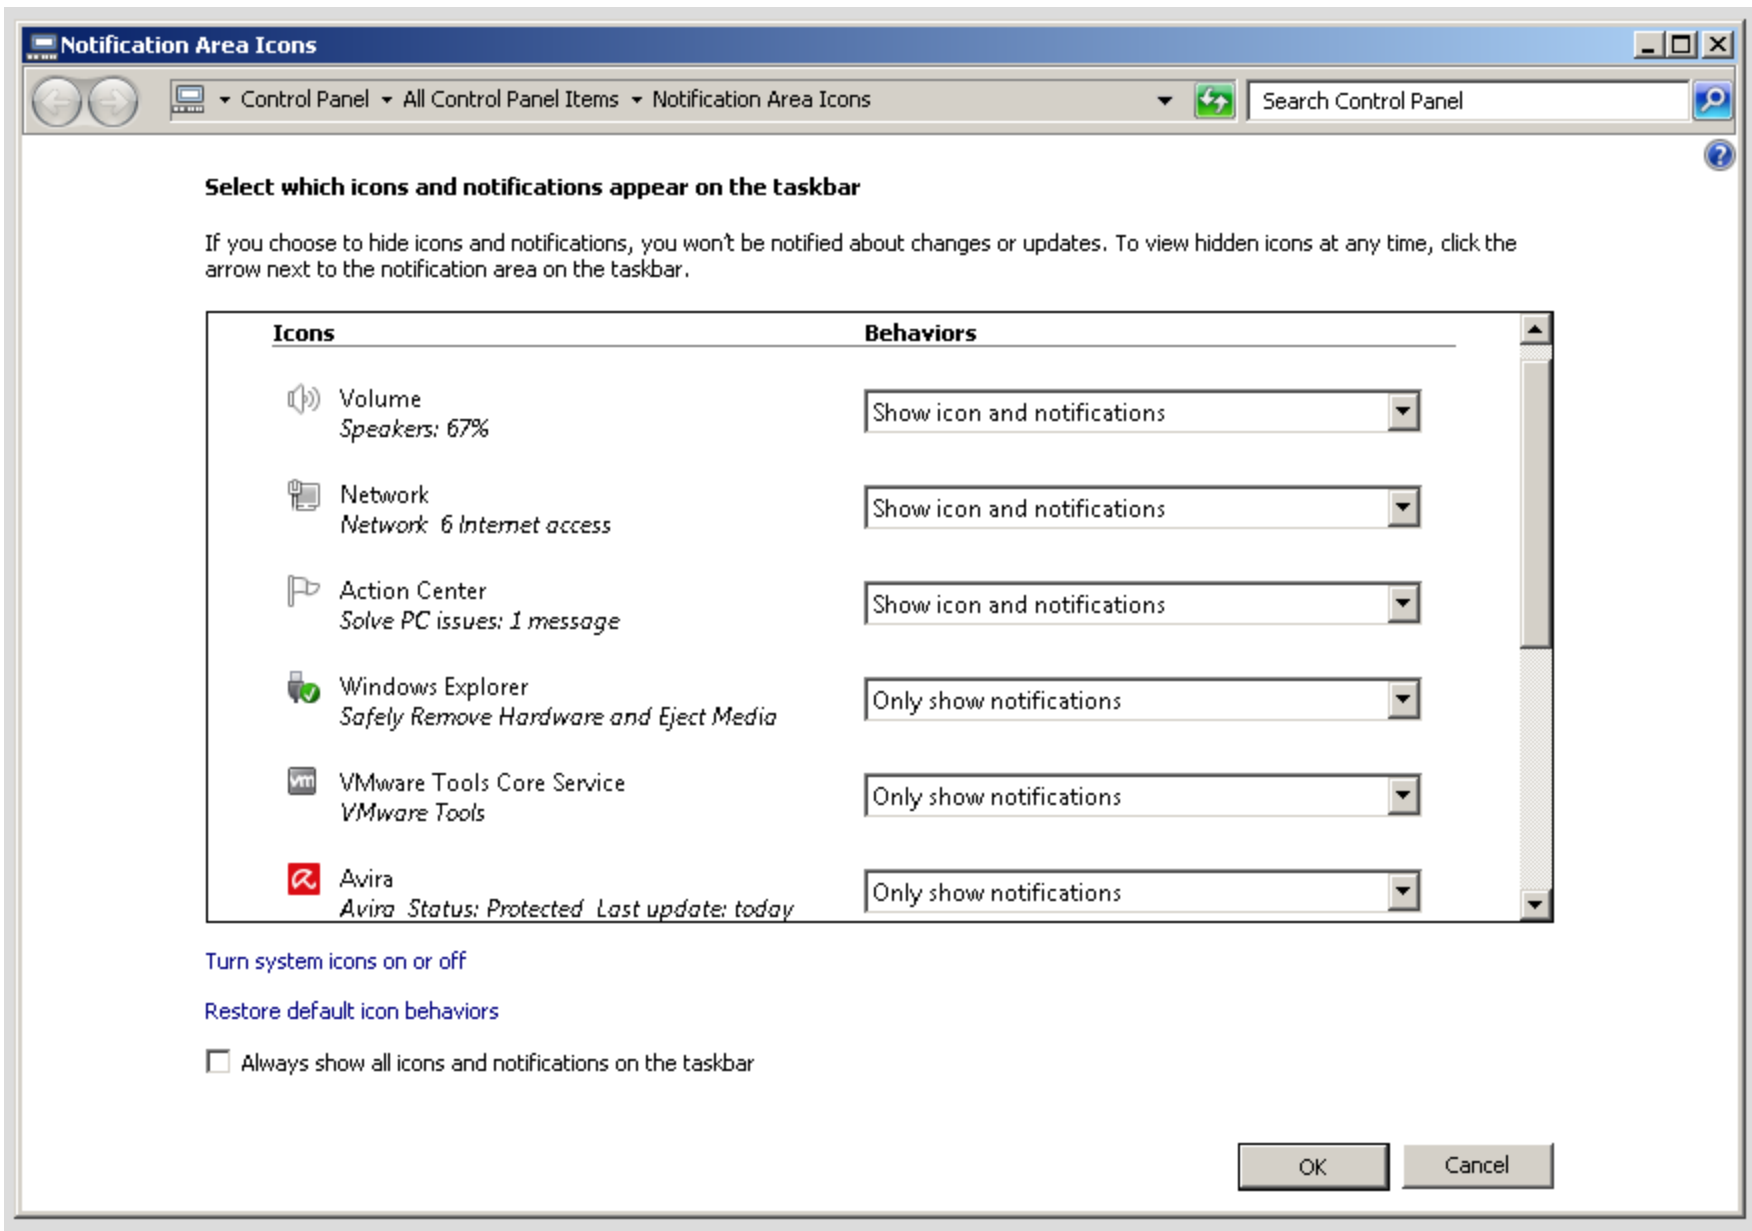 Notification Area Icons
Control Panel All Control Panel Items Notification Area Icons
Search Control Panel
Select which icons and notifications appear on the taskbar
If you choose to hide icons and notifications, you won't be notified about changes or updates. To view hidden icons at any time, click the
arrow next to the notification area on the taskbar.
Icons Behaviors
Volume
Speakers: 67%
Show icon and notifications
Network
Network 6 Internet access
Show icon and notifications
Action Center
Solve PC issues: 1 message
Show icon and notifications
Windows Explorer
Safely Remove Hardware and Eject Media
Only show notifications
vm
VMware Tools Core Service
VMware Tools
Only show notifications
Avira
Avira Status: Protected Last update: today
Only show notifications
Turn system icons on or off
Restore default icon behaviors
Always show all icons and notifications on the taskbar
OK
Cancel